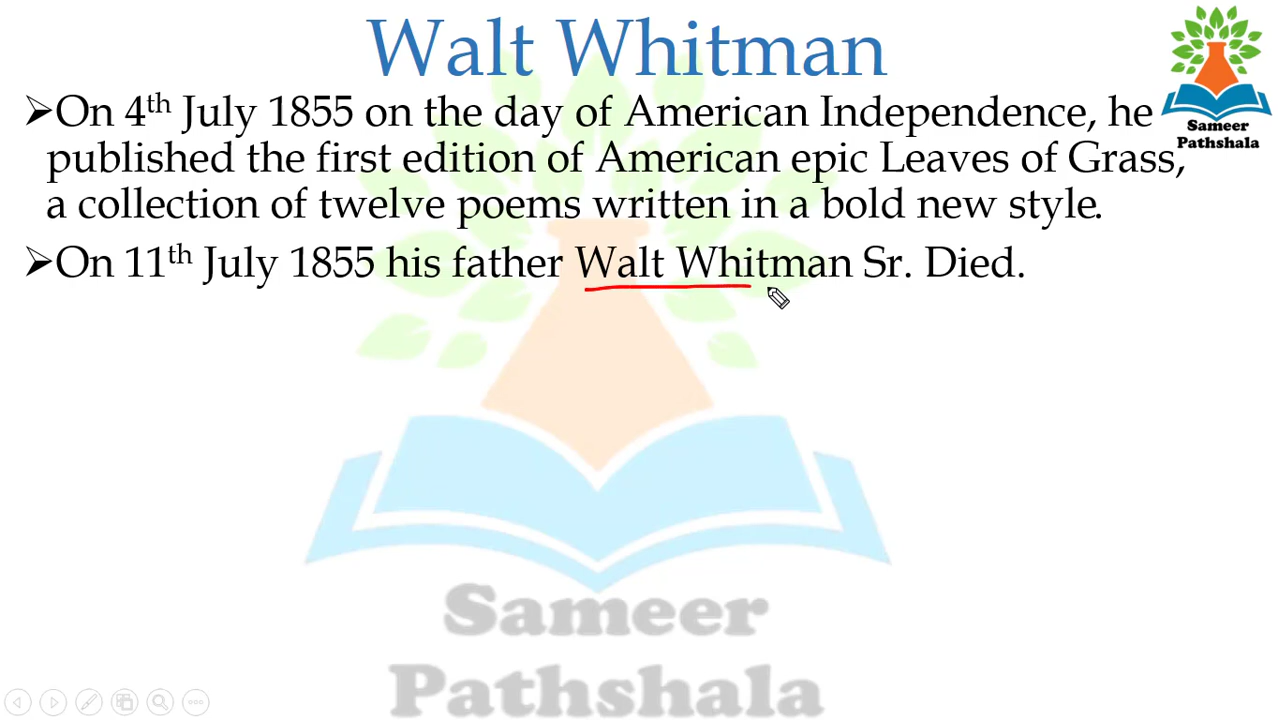 Walt Whitman
➢On 4th July 1855 on the day of American Independence, he
published the first edition of American epic Leaves of Grass,
a collection of twelve poems written in a bold new style.
➢On 11th July 1855 his father Walt Whitman Sr. Died.
Sameer
Pathshala
Sameer
Pathshala